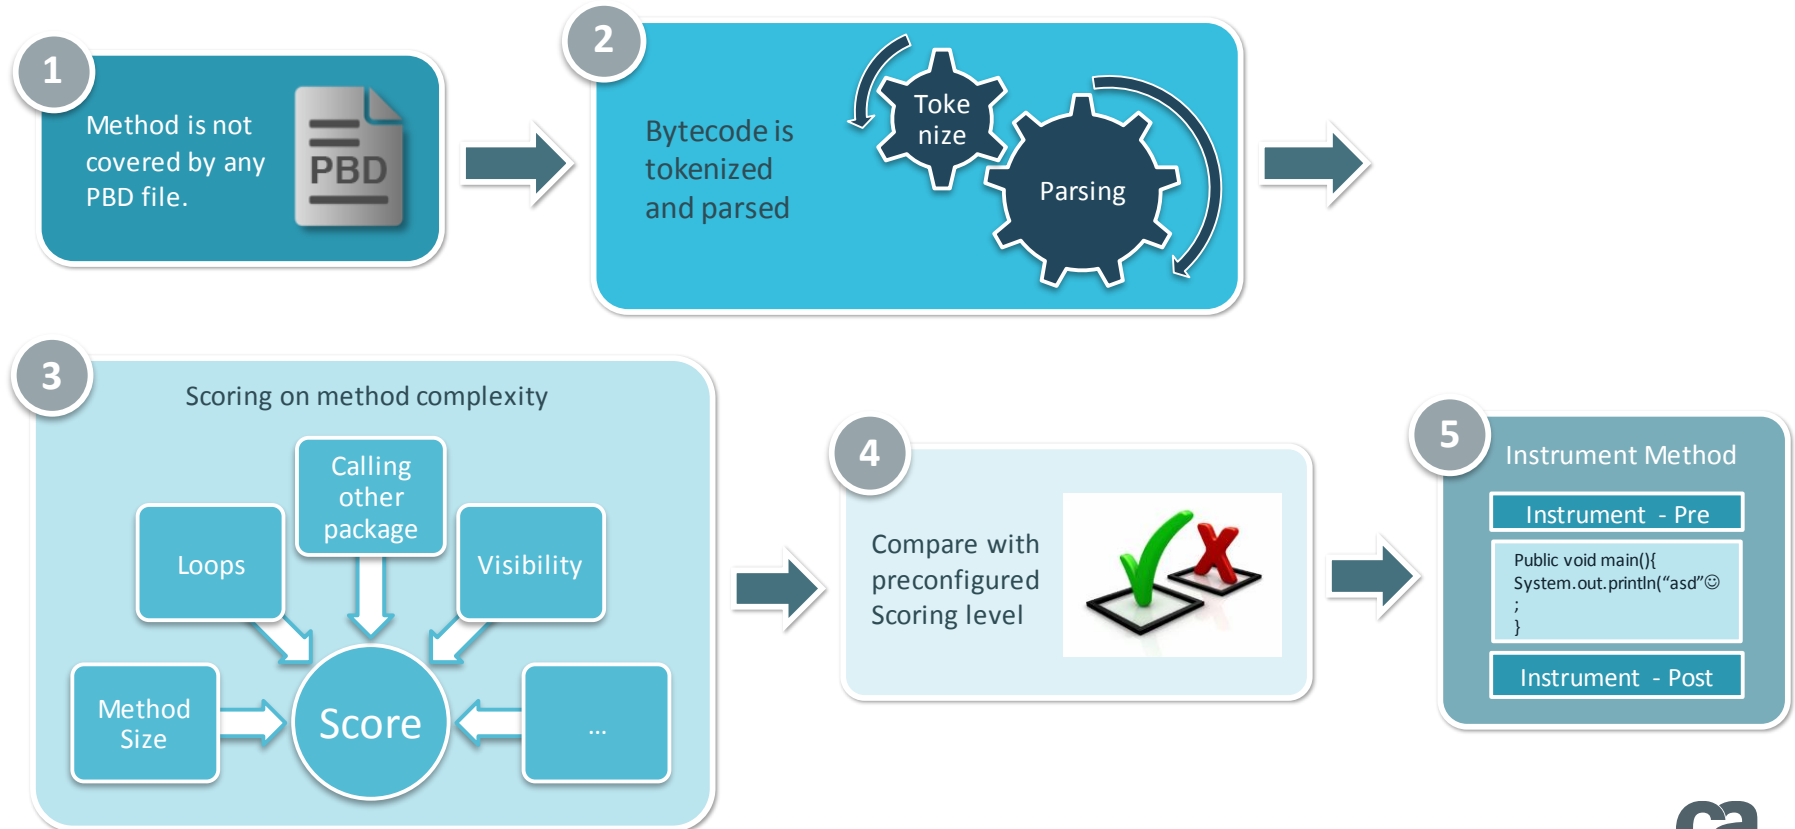 1
Method is not
covered by any
PBD file.
PBD
2
Bytecode is
tokenized
and parsed
Toke
nize
Parsing
3
Scoring on method complexity
Calling
other
package
Loops
Visibility
Method
Size
Score
...
4
Compare with
preconfigured
Scoring level
5
Instrument Method
Instrument - Pre
Public void main(){
System.out.println(“asd”☺
;
}
Instrument - Post
ca